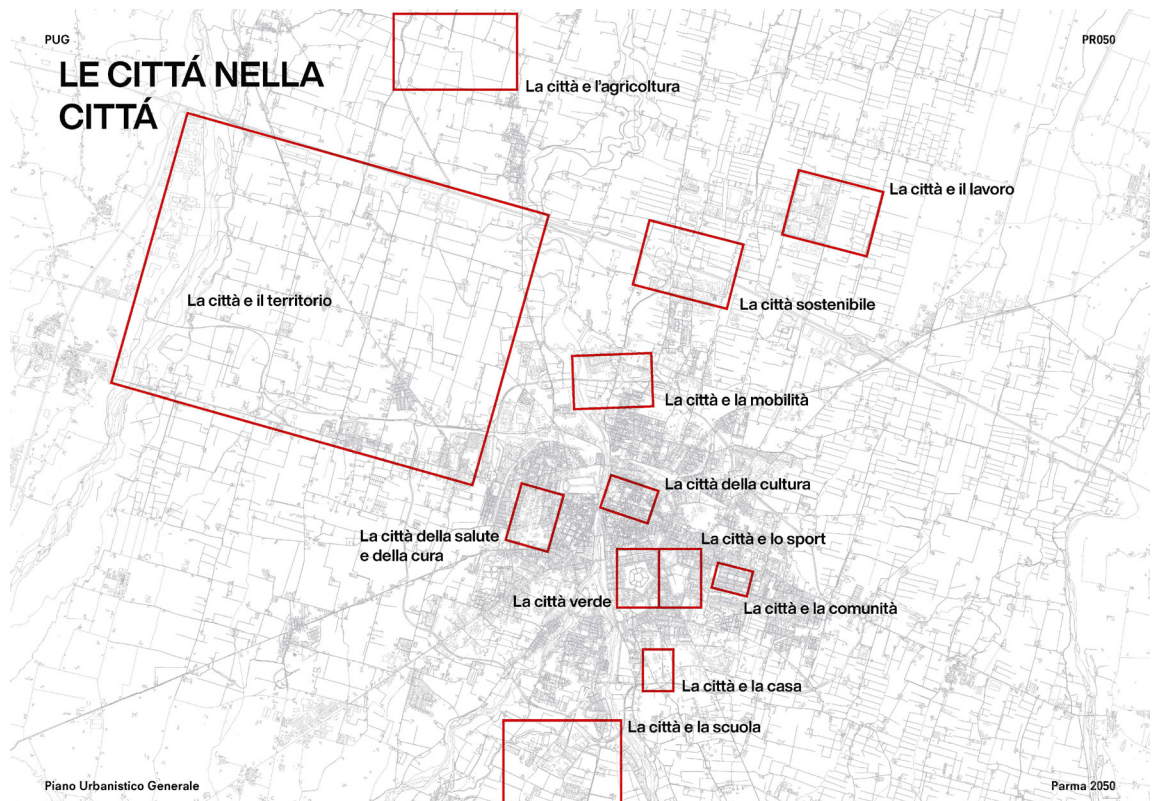 PUG
PR050
LE CITTÁ NELLA
CITTÁ
La città e l'agricoltura
La città e il lavoro
La città e il territorio
La città sostenibile
La città e la mobilità
La città della cultura
La città della salute
e della cura
La città e lo sport
La città verde
La città e la comunità
La città e la casa
La città e la scuola
Piano Urbanistico Generale
Parma 2050